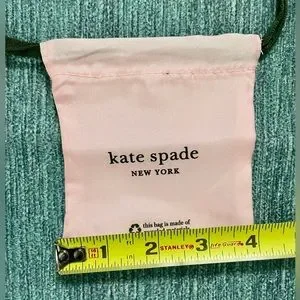 kate spade
NEW YORK
this bag is made of
1 2 STANLEY® 3 4